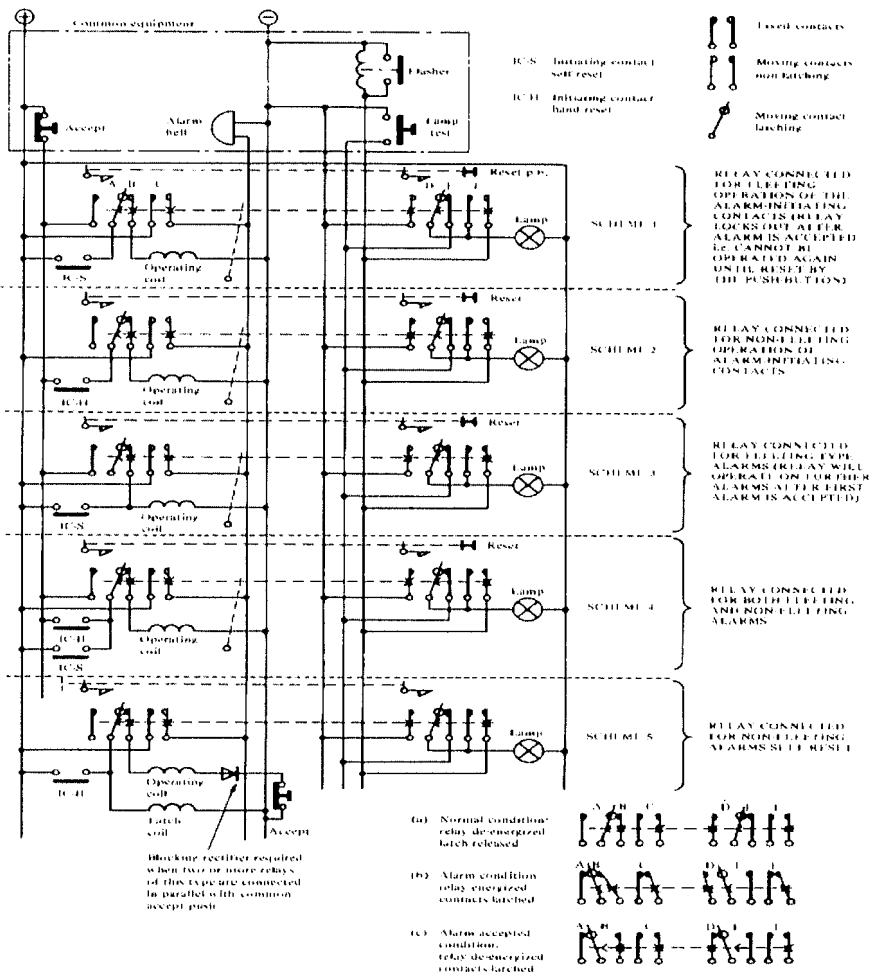 Common equipment
Flasher
Accept
Alarm
bell
Lamp
test
IC-S Initiating contact
self reset
IC-H Initiating contact
hand reset
Fixed contacts
Moving contacts
non latching
Moving contact
latching
A B C
D E F
Reset p.b.
Lamp
SCHEME 1
IC-S
Operating
coil
RELAY CONNECTED
FOR FLEETING
OPERATION OF THE
ALARM-INITIATING
CONTACTS (RELAY
LOCKS OUT AFTER
ALARM IS ACCEPTED
i.e. CANNOT BE
OPERATED AGAIN
UNTIL RESET BY
THE PUSH-BUTTON)
Reset
Lamp
SCHEME 2
IC-H
Operating
coil
RELAY CONNECTED
FOR NON-FLEETING
OPERATION OF
ALARM-INITIATING
CONTACTS
Reset
Lamp
SCHEME 3
IC-S
Operating
coil
RELAY CONNECTED
FOR FLEETING TYPE
ALARMS (RELAY WILL
OPERATE ON FURTHER
ALARMS AFTER FIRST
ALARM IS ACCEPTED)
Reset
Lamp
SCHEME 4
IC-H
IC-S
Operating
coil
RELAY CONNECTED
FOR BOTH FLEETING
AND NON-FLEETING
ALARMS
Lamp
SCHEME 5
IC-H
Operating
coil
Latch
coil
Accept
RELAY CONNECTED
FOR NON-FLEETING
ALARMS SELF RESET
Blocking rectifier required
when two or more relays
of this type are connected
in parallel with common
accept push
(a) Normal condition:
relay de-energized
latch released
A B C D E F
(b) Alarm condition
relay energized
contacts latched
A B C D E F
(c) Alarm accepted
condition,
relay de-energized
contacts latched
A B C D E F